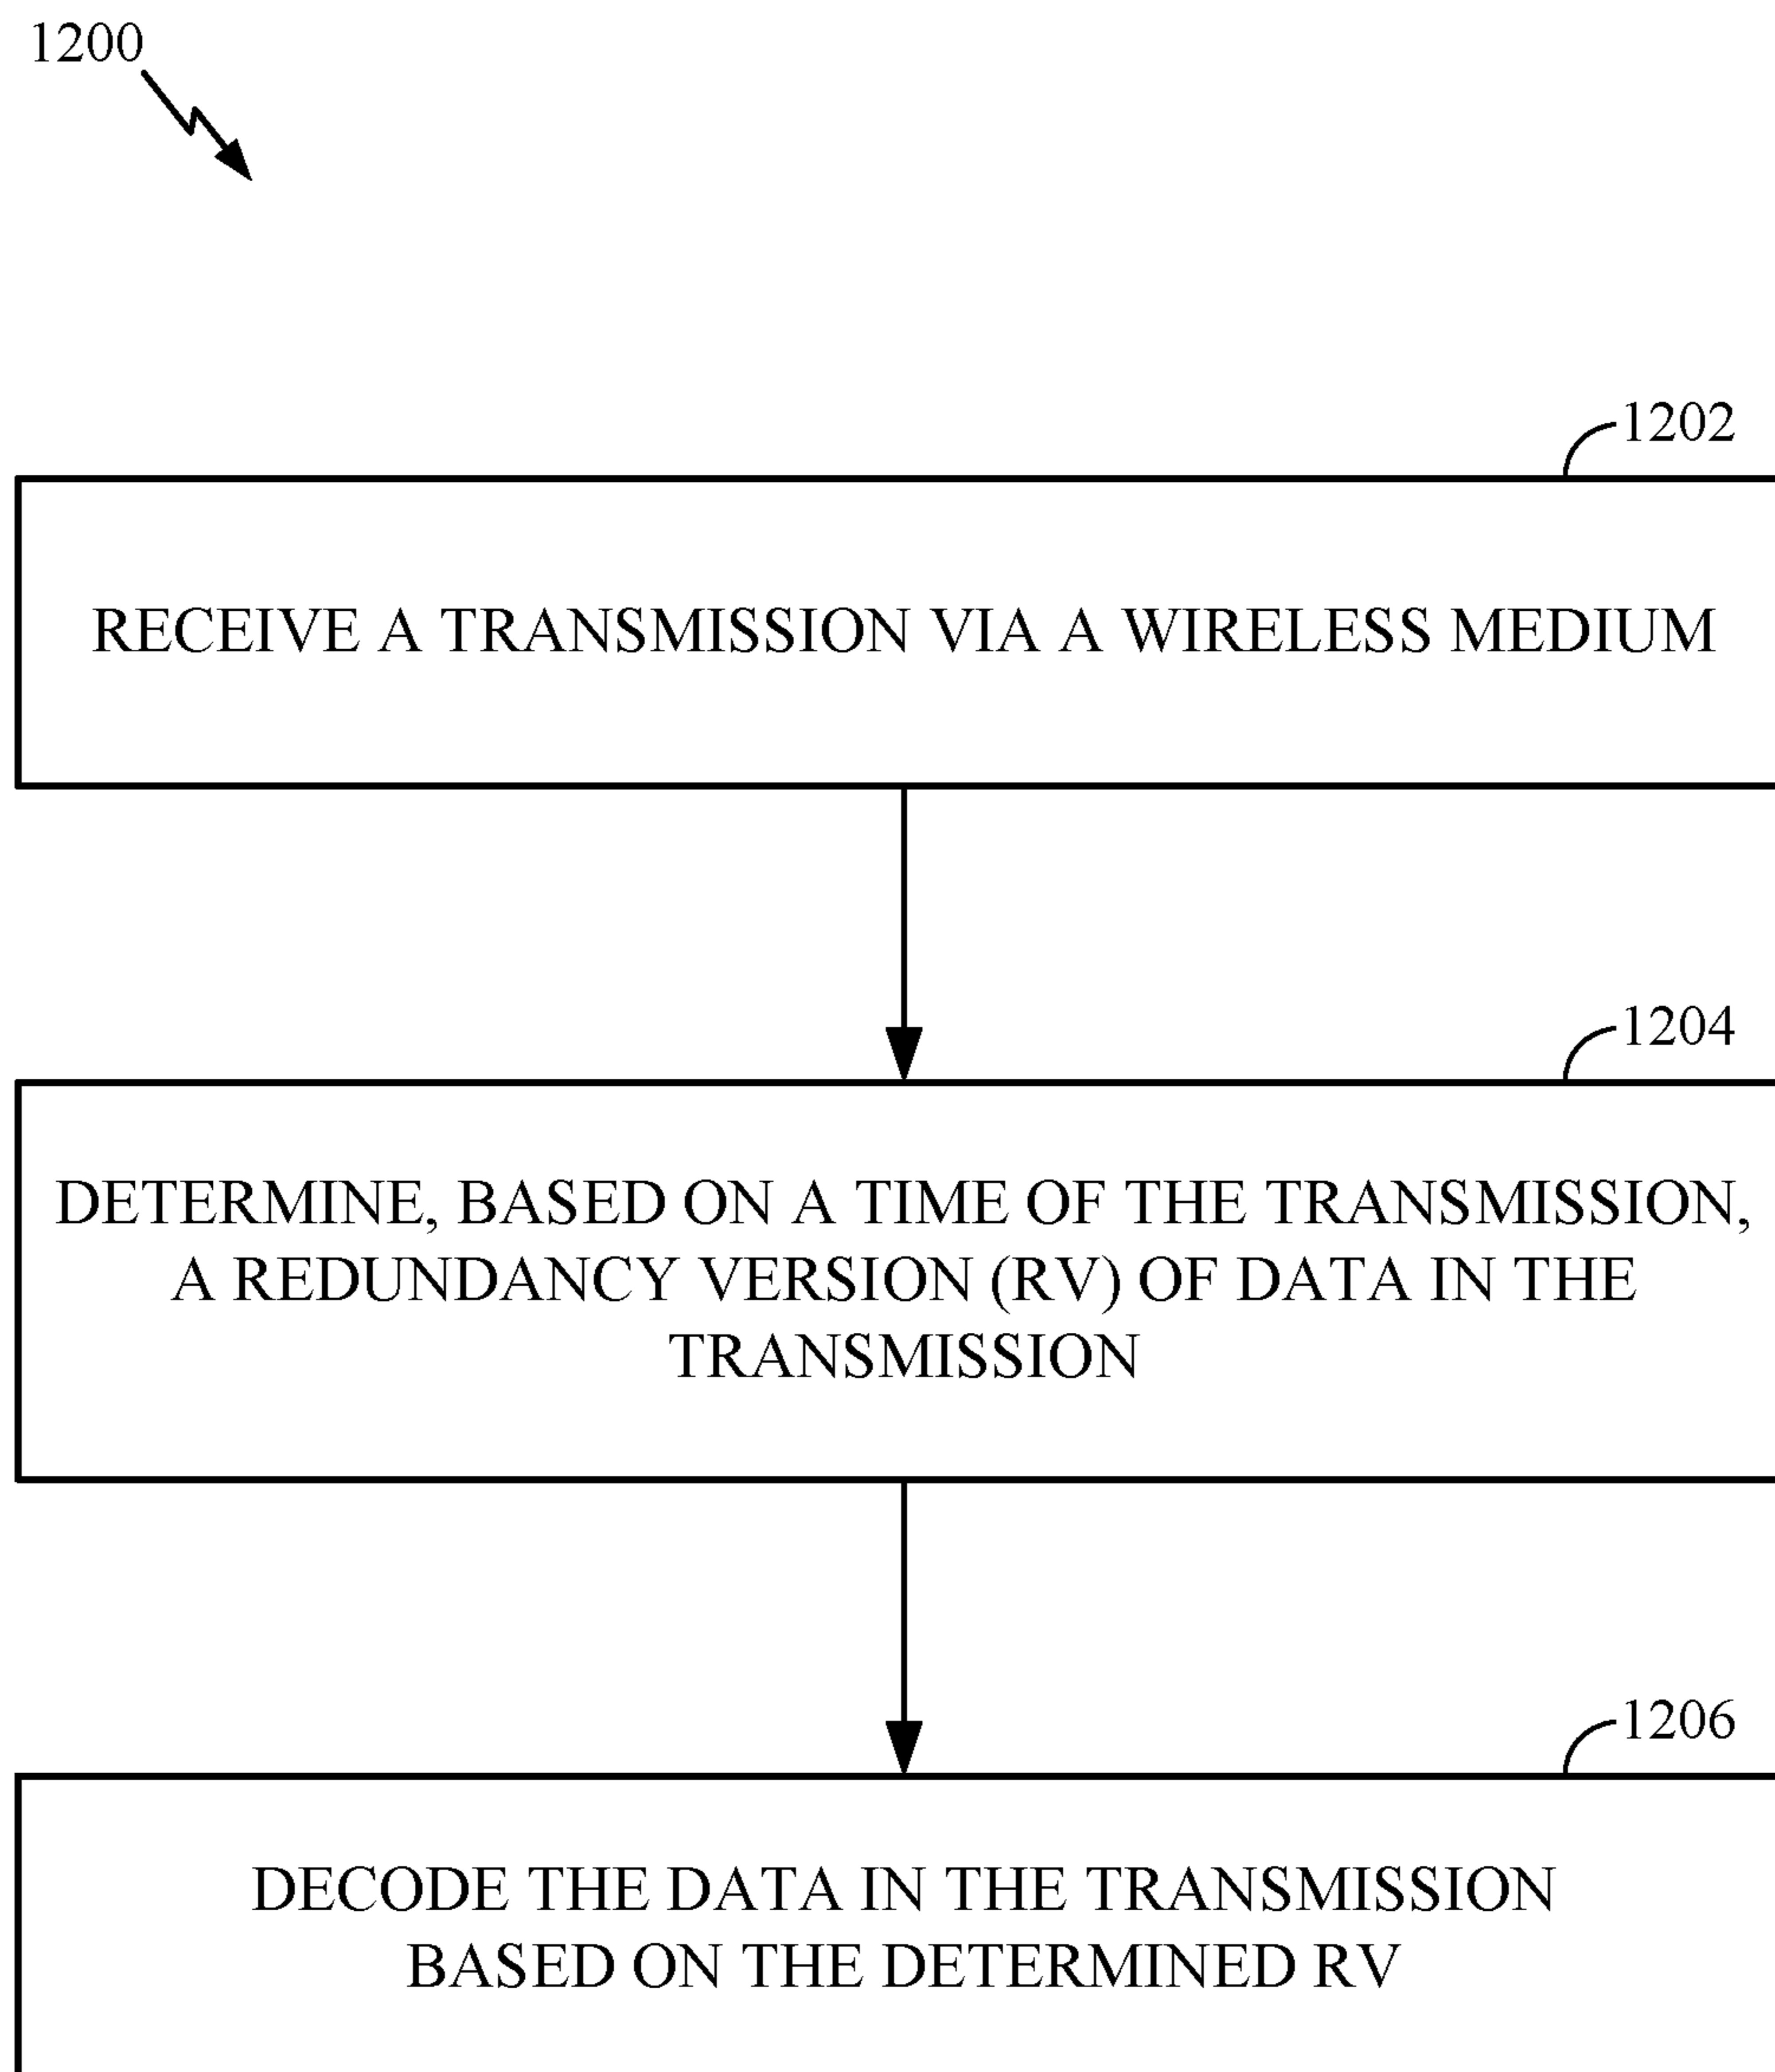 1200
1202
RECEIVE A TRANSMISSION VIA A WIRELESS MEDIUM
1204
DETERMINE, BASED ON A TIME OF THE TRANSMISSION,
A REDUNDANCY VERSION (RV) OF DATA IN THE
TRANSMISSION
1206
DECODE THE DATA IN THE TRANSMISSION
BASED ON THE DETERMINED RV